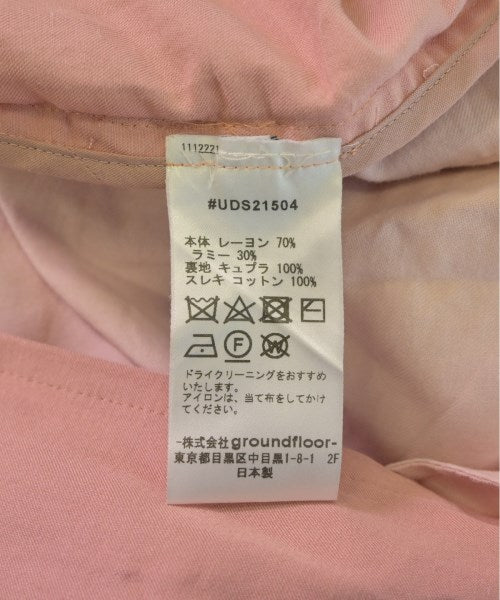 1112221
#UDS21504
本体 レーヨン 70%
ラミー 30%
裏地 キュプラ 100%
スレキ コットン 100%
F W
ドライクリーニングをおすすめ
いたします。
アイロンは、当て布をしてかけ
てください。
-株式会社groundfloor-
東京都目黒区中目黒1-8-1 2F
日本製